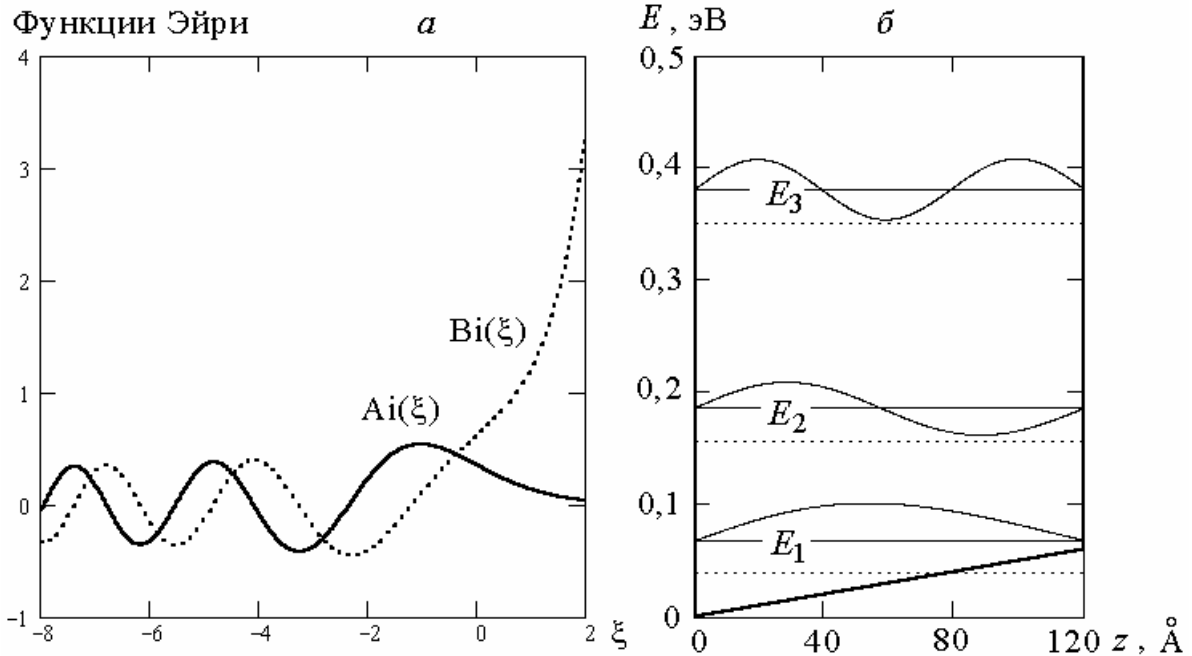 Функции Эйри а
4
3
2
1
0
−1
−8 −6 −4 −2 0 2 ξ
Bi(ξ)
Ai(ξ)
E , эВ б
0,5
0,4
0,3
0,2
0,1
0
E3
E2
E1
0 40 80 120 z , Å